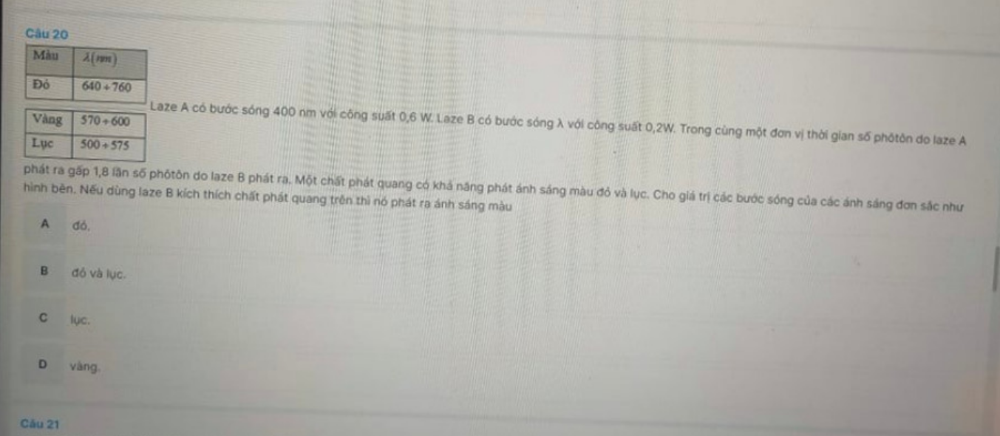 Câu 20
Màu λ(nm)
Đỏ 640÷760
Vàng 570÷600
Lục 500÷575
Laze A có bước sóng 400 nm với công suất 0,6 W. Laze B có bước sóng λ với công suất 0,2W. Trong cùng một đơn vị thời gian số phôtôn do laze A
phát ra gấp 1,8 lần số phôtôn do laze B phát ra. Một chất phát quang có khả năng phát ánh sáng màu đỏ và lục. Cho giá trị các bước sóng của các ánh sáng đơn sắc như
hình bên. Nếu dùng laze B kích thích chất phát quang trên thì nó phát ra ánh sáng màu
A đỏ.
B đỏ và lục.
C lục.
D vàng.
Câu 21